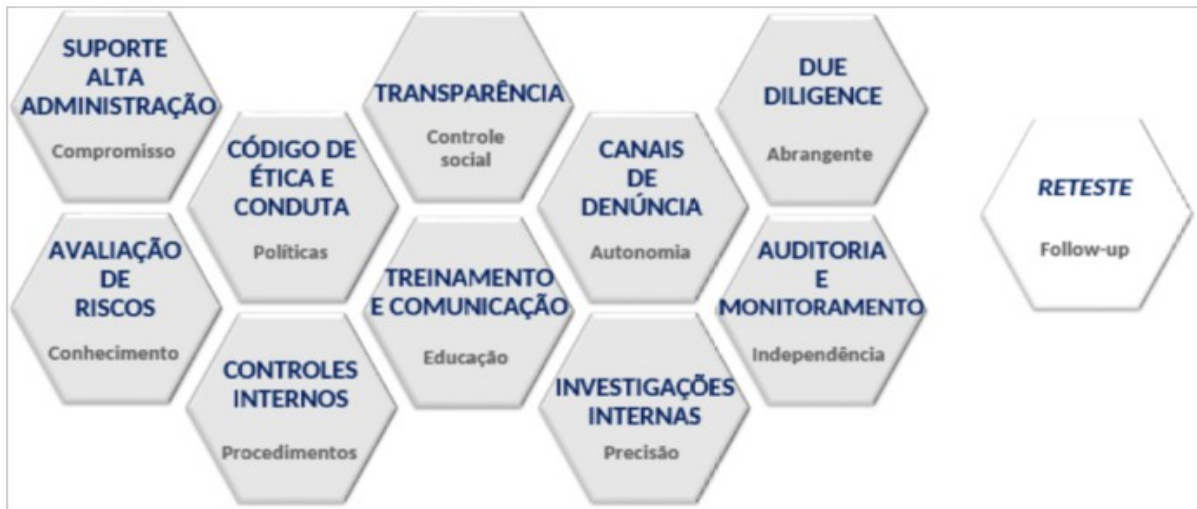 SUPORTE
ALTA
ADMINISTRAÇÃO
Compromisso
AVALIAÇÃO
DE
RISCOS
Conhecimento
CÓDIGO DE
ÉTICA E
CONDUTA
Políticas
CONTROLES
INTERNOS
Procedimentos
TRANSPARÊNCIA
Controle
social
TREINAMENTO
E COMUNICAÇÃO
Educação
CANAIS
DE
DENÚNCIA
Autonomia
INVESTIGAÇÕES
INTERNAS
Precisão
DUE
DILIGENCE
Abrangente
AUDITORIA
E
MONITORAMENTO
Independência
RETESTE
Follow-up